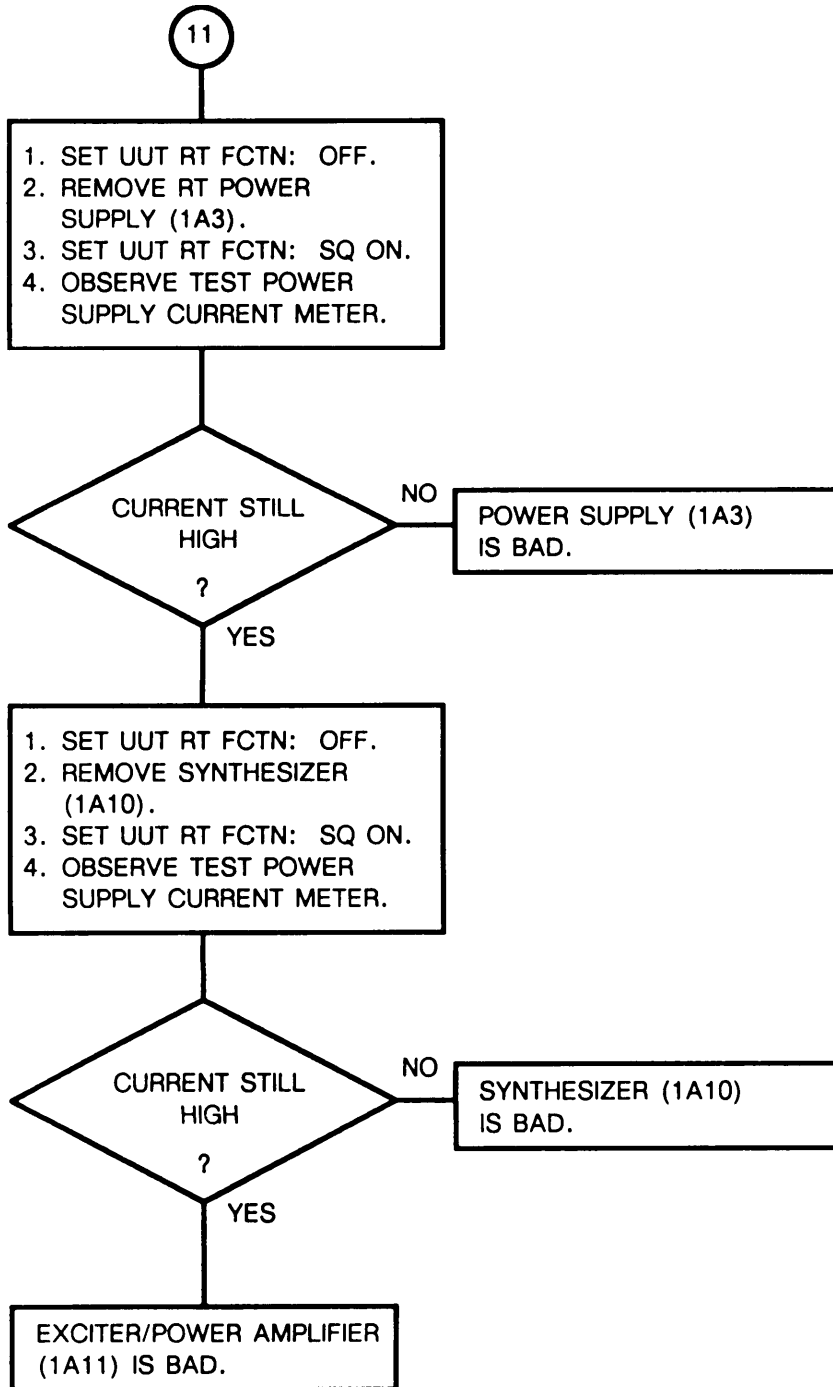 11
1. SET UUT RT FCTN: OFF.
2. REMOVE RT POWER
SUPPLY (1A3).
3. SET UUT RT FCTN: SQ ON.
4. OBSERVE TEST POWER
SUPPLY CURRENT METER.
CURRENT STILL
HIGH
?
NO
POWER SUPPLY (1A3)
IS BAD.
YES
1. SET UUT RT FCTN: OFF.
2. REMOVE SYNTHESIZER
(1A10).
3. SET UUT RT FCTN: SQ ON.
4. OBSERVE TEST POWER
SUPPLY CURRENT METER.
CURRENT STILL
HIGH
?
NO
SYNTHESIZER (1A10)
IS BAD.
YES
EXCITER/POWER AMPLIFIER
(1A11) IS BAD.